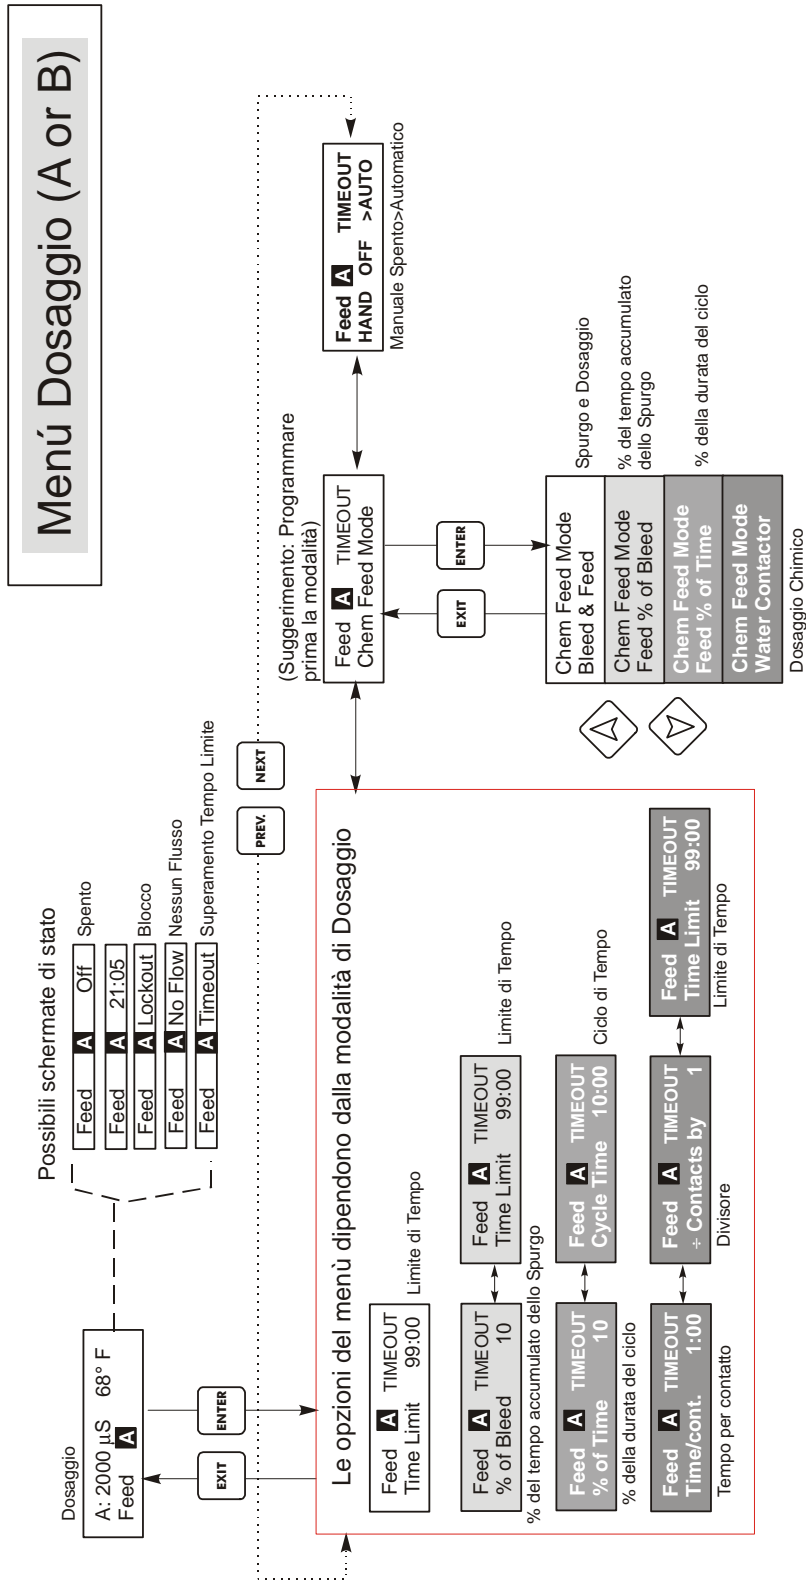 Menú Dosaggio (A or B)
Possibili schermate di stato
Feed A Off
Spento
Feed A 21:05
Feed A Lockout
Blocco
Feed A No Flow
Nessun Flusso
Feed A Timeout
Superamento Tempo Limite
Dosaggio
A: 2000 µS 68° F
Feed A
EXIT
ENTER
PREV.
NEXT
Le opzioni del menù dipendono dalla modalità di Dosaggio
Feed A TIMEOUT
Time Limit 99:00
Limite di Tempo
Feed A TIMEOUT
% of Bleed 10
% del tempo accumulato dello Spurgo
Feed A TIMEOUT
Time Limit 99:00
Limite di Tempo
Feed A TIMEOUT
% of Time 10
% della durata del ciclo
Feed A TIMEOUT
Cycle Time 10:00
Ciclo di Tempo
Feed A TIMEOUT
Time/cont. 1:00
Tempo per contatto
Feed A TIMEOUT
÷ Contacts by 1
Divisore
Feed A TIMEOUT
Time Limit 99:00
Limite di Tempo
(Suggerimento: Programmare
prima la modalità)
Feed A TIMEOUT
Chem Feed Mode
EXIT
ENTER
Feed A TIMEOUT
HAND OFF >AUTO
Manuale Spento>Automatico
Chem Feed Mode
Bleed & Feed
Spurgo e Dosaggio
Chem Feed Mode
Feed % of Bleed
% del tempo accumulato
dello Spurgo
Chem Feed Mode
Feed % of Time
% della durata del ciclo
Chem Feed Mode
Water Contactor
Dosaggio Chimico